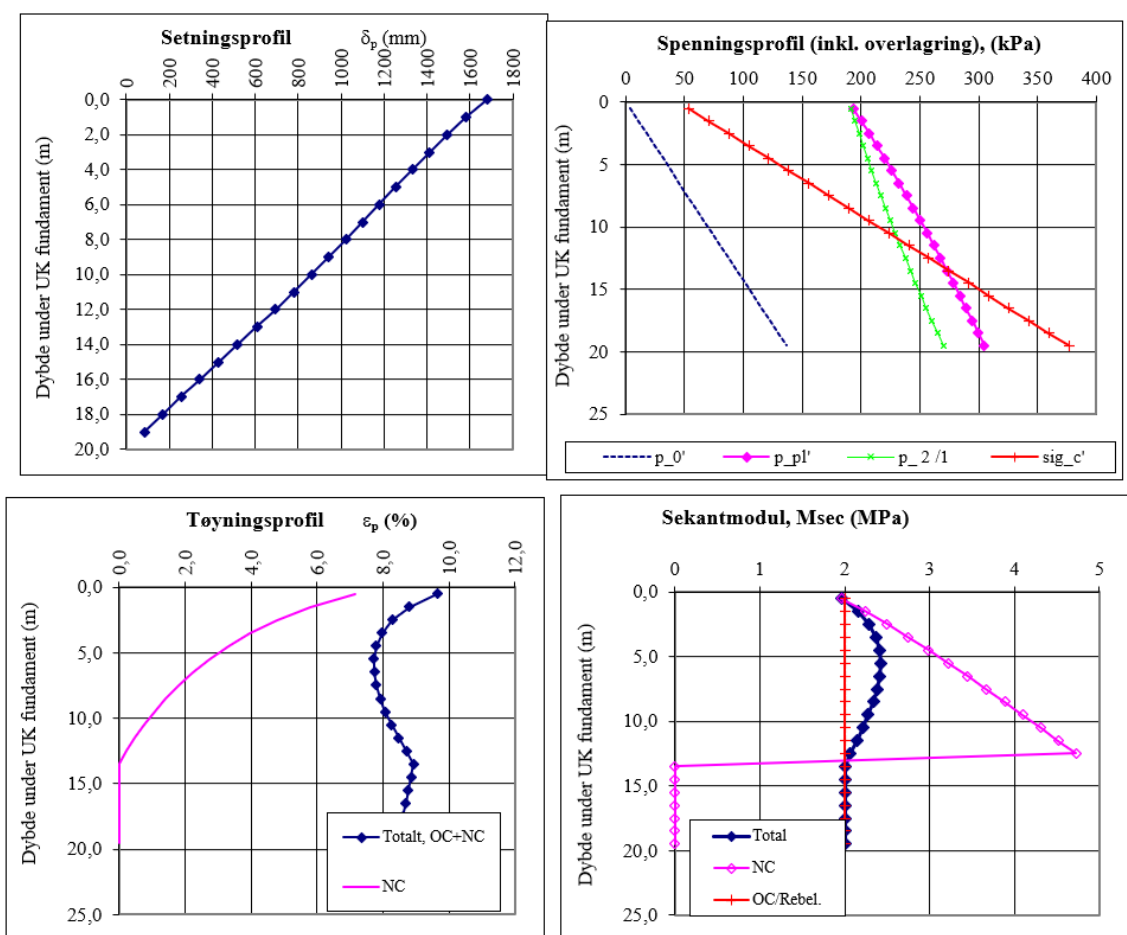 Setningsprofil δp (mm)
0 200 400 600 800 1000 1200 1400 1600 1800
0,0
2,0
4,0
6,0
8,0
10,0
12,0
14,0
16,0
18,0
20,0
Dybde under UK fundament (m)
Spenningsprofil (inkl. overlagring), (kPa)
0 50 100 150 200 250 300 350 400
0
5
10
15
20
25
Dybde under UK fundament (m)
p_0' p_pl' p_ 2 /1 sig_c'
Tøyningsprofil εp (%)
0,0 2,0 4,0 6,0 8,0 10,0 12,0
0,0
5,0
10,0
15,0
20,0
25,0
Dybde under UK fundament (m)
Totalt, OC+NC
NC
Sekantmodul, Msec (MPa)
0 1 2 3 4 5
0,0
5,0
10,0
15,0
20,0
25,0
Dybde under UK fundament (m)
Total
NC
OC/Rebel.